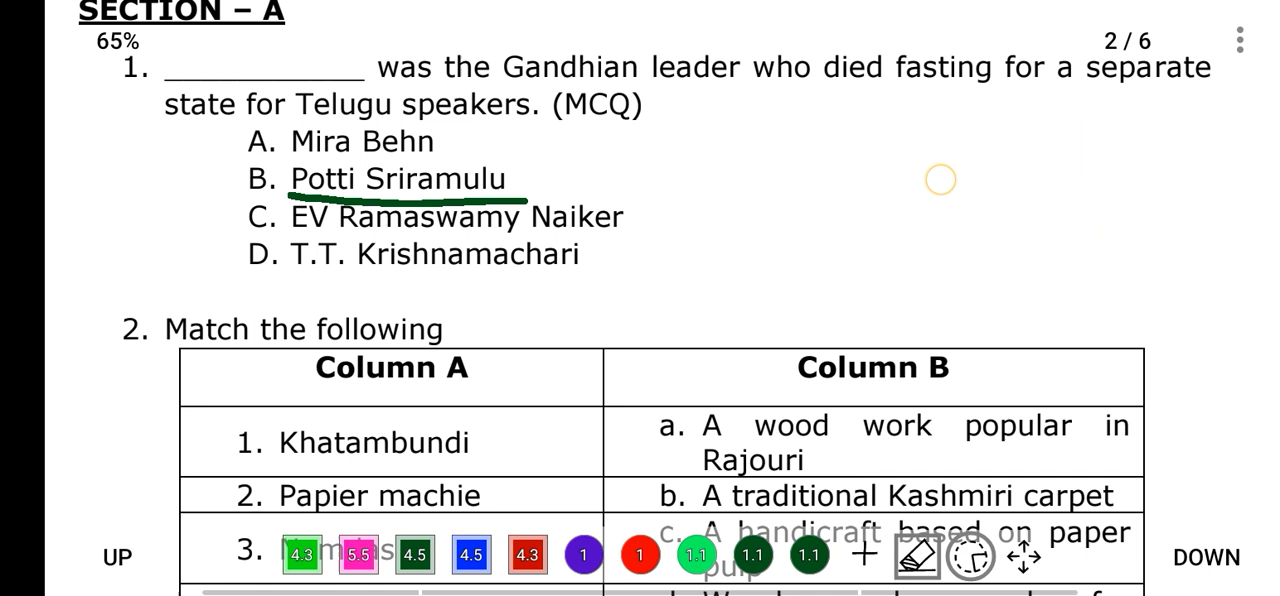 SECTION – A
65%
2 / 6
1. ____________ was the Gandhian leader who died fasting for a separate
state for Telugu speakers. (MCQ)
A. Mira Behn
B. Potti Sriramulu
C. EV Ramaswamy Naiker
D. T.T. Krishnamachari
2. Match the following
Column A
Column B
1. Khatambundi
a. A wood work popular in
Rajouri
2. Papier machie
b. A traditional Kashmiri carpet
3.
c. A handicraft based on paper
pulp
UP
4.3 5.5 4.5 4.5 4.3 1 1 1.1 1.1 1.1
DOWN